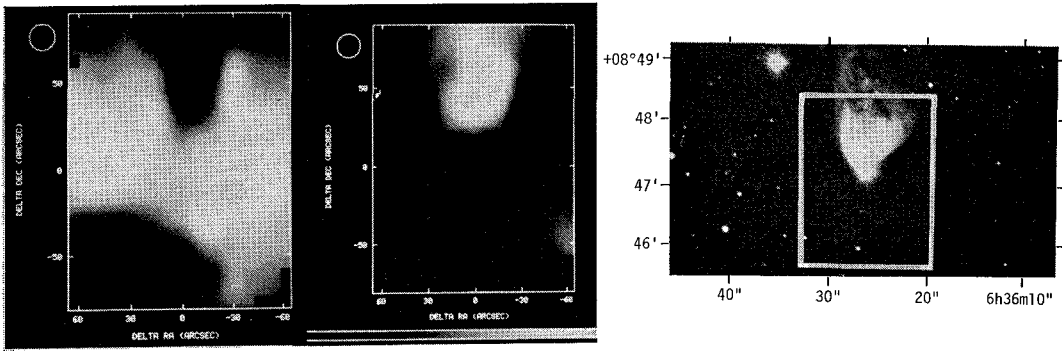 50
0
-50
DELTA DEC (ARCSEC)
60 30 0 -30 -60
DELTA RA (ARCSEC)
50
0
-50
DELTA DEC (ARCSEC)
60 30 0 -30 -60
DELTA RA (ARCSEC)
+08°49'
48'
47'
46'
40" 30" 20" 6h36m10"